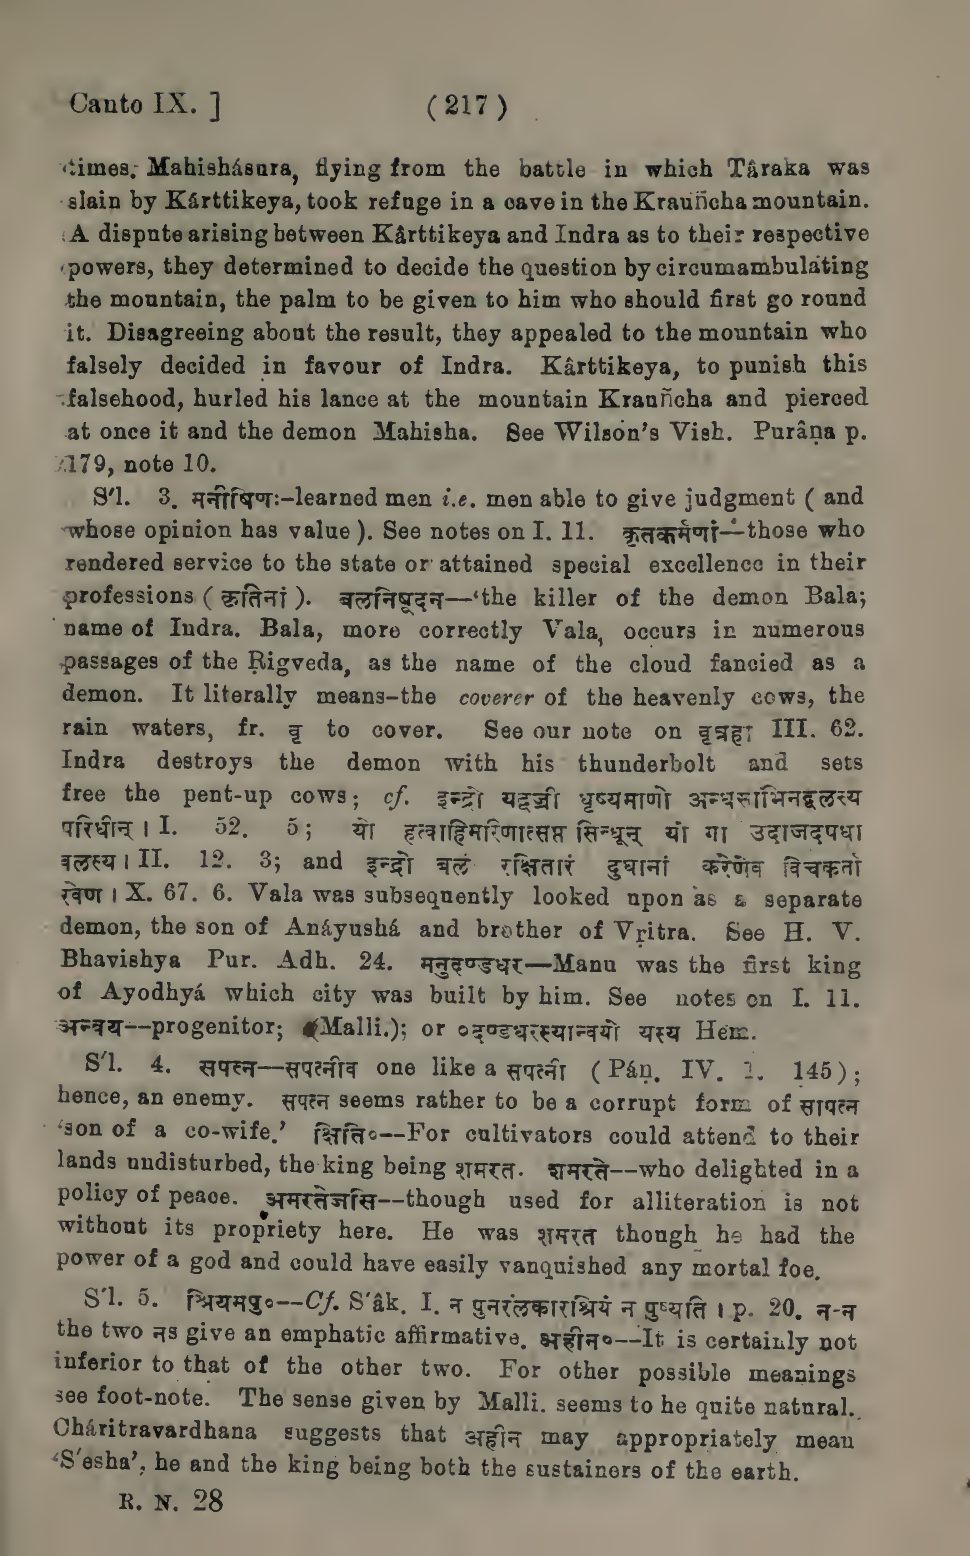 Canto IX. ] (217)
times. Mahishásura, flying from the battle in which Târaka was
slain by Kárttikeya, took refuge in a cave in the Krauñcha mountain.
A dispute arising between Kârttikeya and Indra as to their respective
powers, they determined to decide the question by circumambulating
the mountain, the palm to be given to him who should first go round
it. Disagreeing about the result, they appealed to the mountain who
falsely decided in favour of Indra. Kârttikeya, to punish this
falsehood, hurled his lance at the mountain Krauñcha and pierced
at once it and the demon Mahisha. See Wilson's Vish. Purâṇa p.
179, note 10.
S'l. 3. मनीषिणः-learned men i.e. men able to give judgment ( and
whose opinion has value ). See notes on I. 11. कृतकर्मणां--those who
rendered service to the state or attained special excellence in their
professions ( कृतिनां ). बलनिषूदन—'the killer of the demon Bala;
name of Indra. Bala, more correctly Vala, occurs in numerous
passages of the Ṛigveda, as the name of the cloud fancied as a
demon. It literally means-the coverer of the heavenly cows, the
rain waters, fr. वृ to cover. See our note on वृत्रहा III. 62.
Indra destroys the demon with his thunderbolt and sets
free the pent-up cows; cf. इन्द्रो यद्वज्री धृष्यमाणो अन्धसाभिनद्वलस्य
परिधीन् । I. 52. 5; यो हत्वाहिमरिणात्सप्त सिन्धून् यो गा उदाजदपधा
वलस्य । II. 12. 3; and इन्द्रो बलं रक्षितारं दुघानां करेणेव विचकर्ता
रवेण । X. 67. 6. Vala was subsequently looked upon as a separate
demon, the son of Anáyushá and brother of Vṛitra. See H. V.
Bhavishya Pur. Adh. 24. मनुदण्डधर—Manu was the first king
of Ayodhyá which city was built by him. See notes on I. 11.
अन्वय--progenitor; (Malli.); or ०दण्डधरस्यान्वयो यस्य Hem.
S'l. 4. सपत्न—सपत्नीव one like a सपत्नी ( Páṇ. IV. 1. 145);
hence, an enemy. सपत्न seems rather to be a corrupt form of सापत्न
'son of a co-wife.' क्षिति०--For cultivators could attend to their
lands undisturbed, the king being शमरत. शमरते--who delighted in a
policy of peace. अमरतेजसि--though used for alliteration is not
without its propriety here. He was शमरत though he had the
power of a god and could have easily vanquished any mortal foe.
S'l. 5. श्रियमपु०--Cf. S'âk. I. न पुनरंलकारश्रियं न पुष्यति । p. 20. न-न
the two नs give an emphatic affirmative. अहीन०--It is certainly not
inferior to that of the other two. For other possible meanings
see foot-note. The sense given by Malli. seems to be quite natural.
Cháritravardhana suggests that अहीन may appropriately mean
'S'esha', he and the king being both the sustainers of the earth.
R. N. 28